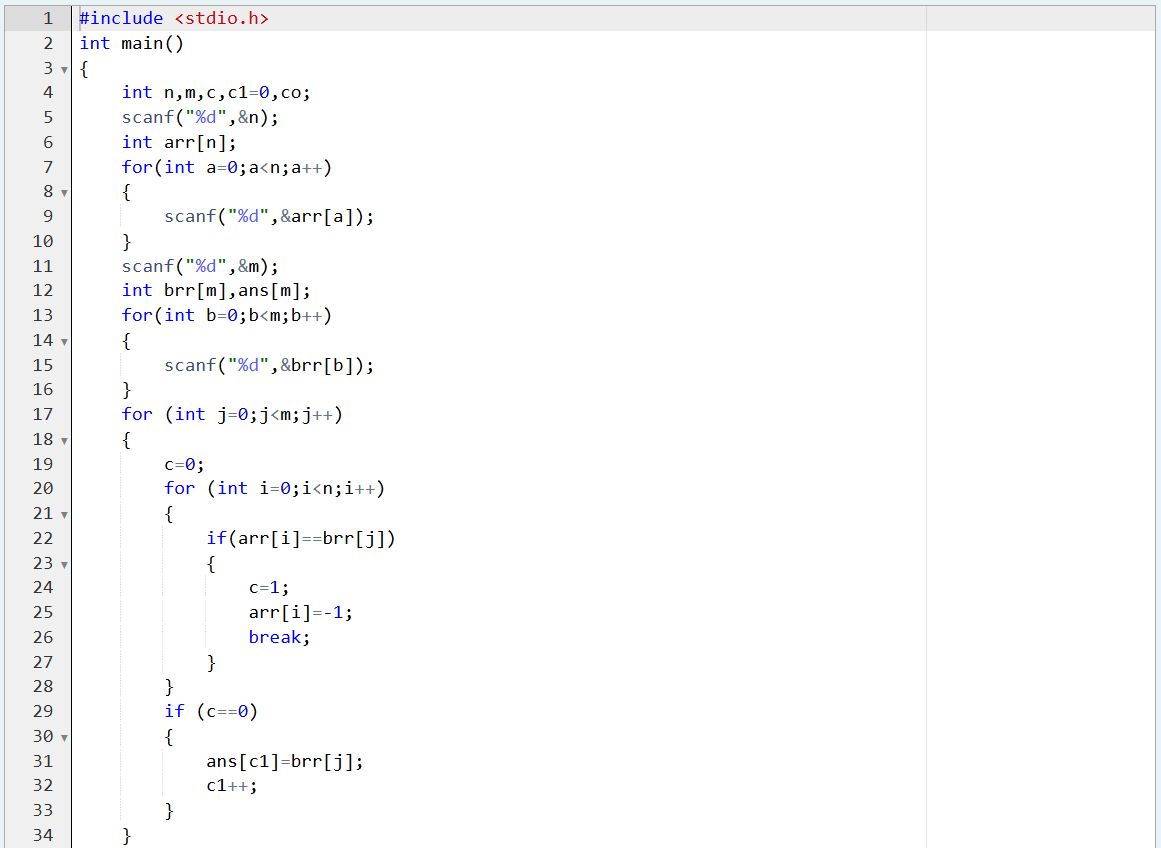 1 #include <stdio.h>
2 int main()
3 {
4     int n,m,c,c1=0,co;
5     scanf("%d",&n);
6     int arr[n];
7     for(int a=0;a<n;a++)
8     {
9         scanf("%d",&arr[a]);
10     }
11     scanf("%d",&m);
12     int brr[m],ans[m];
13     for(int b=0;b<m;b++)
14     {
15         scanf("%d",&brr[b]);
16     }
17     for (int j=0;j<m;j++)
18     {
19         c=0;
20         for (int i=0;i<n;i++)
21         {
22             if(arr[i]==brr[j])
23             {
24                 c=1;
25                 arr[i]=-1;
26                 break;
27             }
28         }
29         if (c==0)
30         {
31             ans[c1]=brr[j];
32             c1++;
33         }
34     }